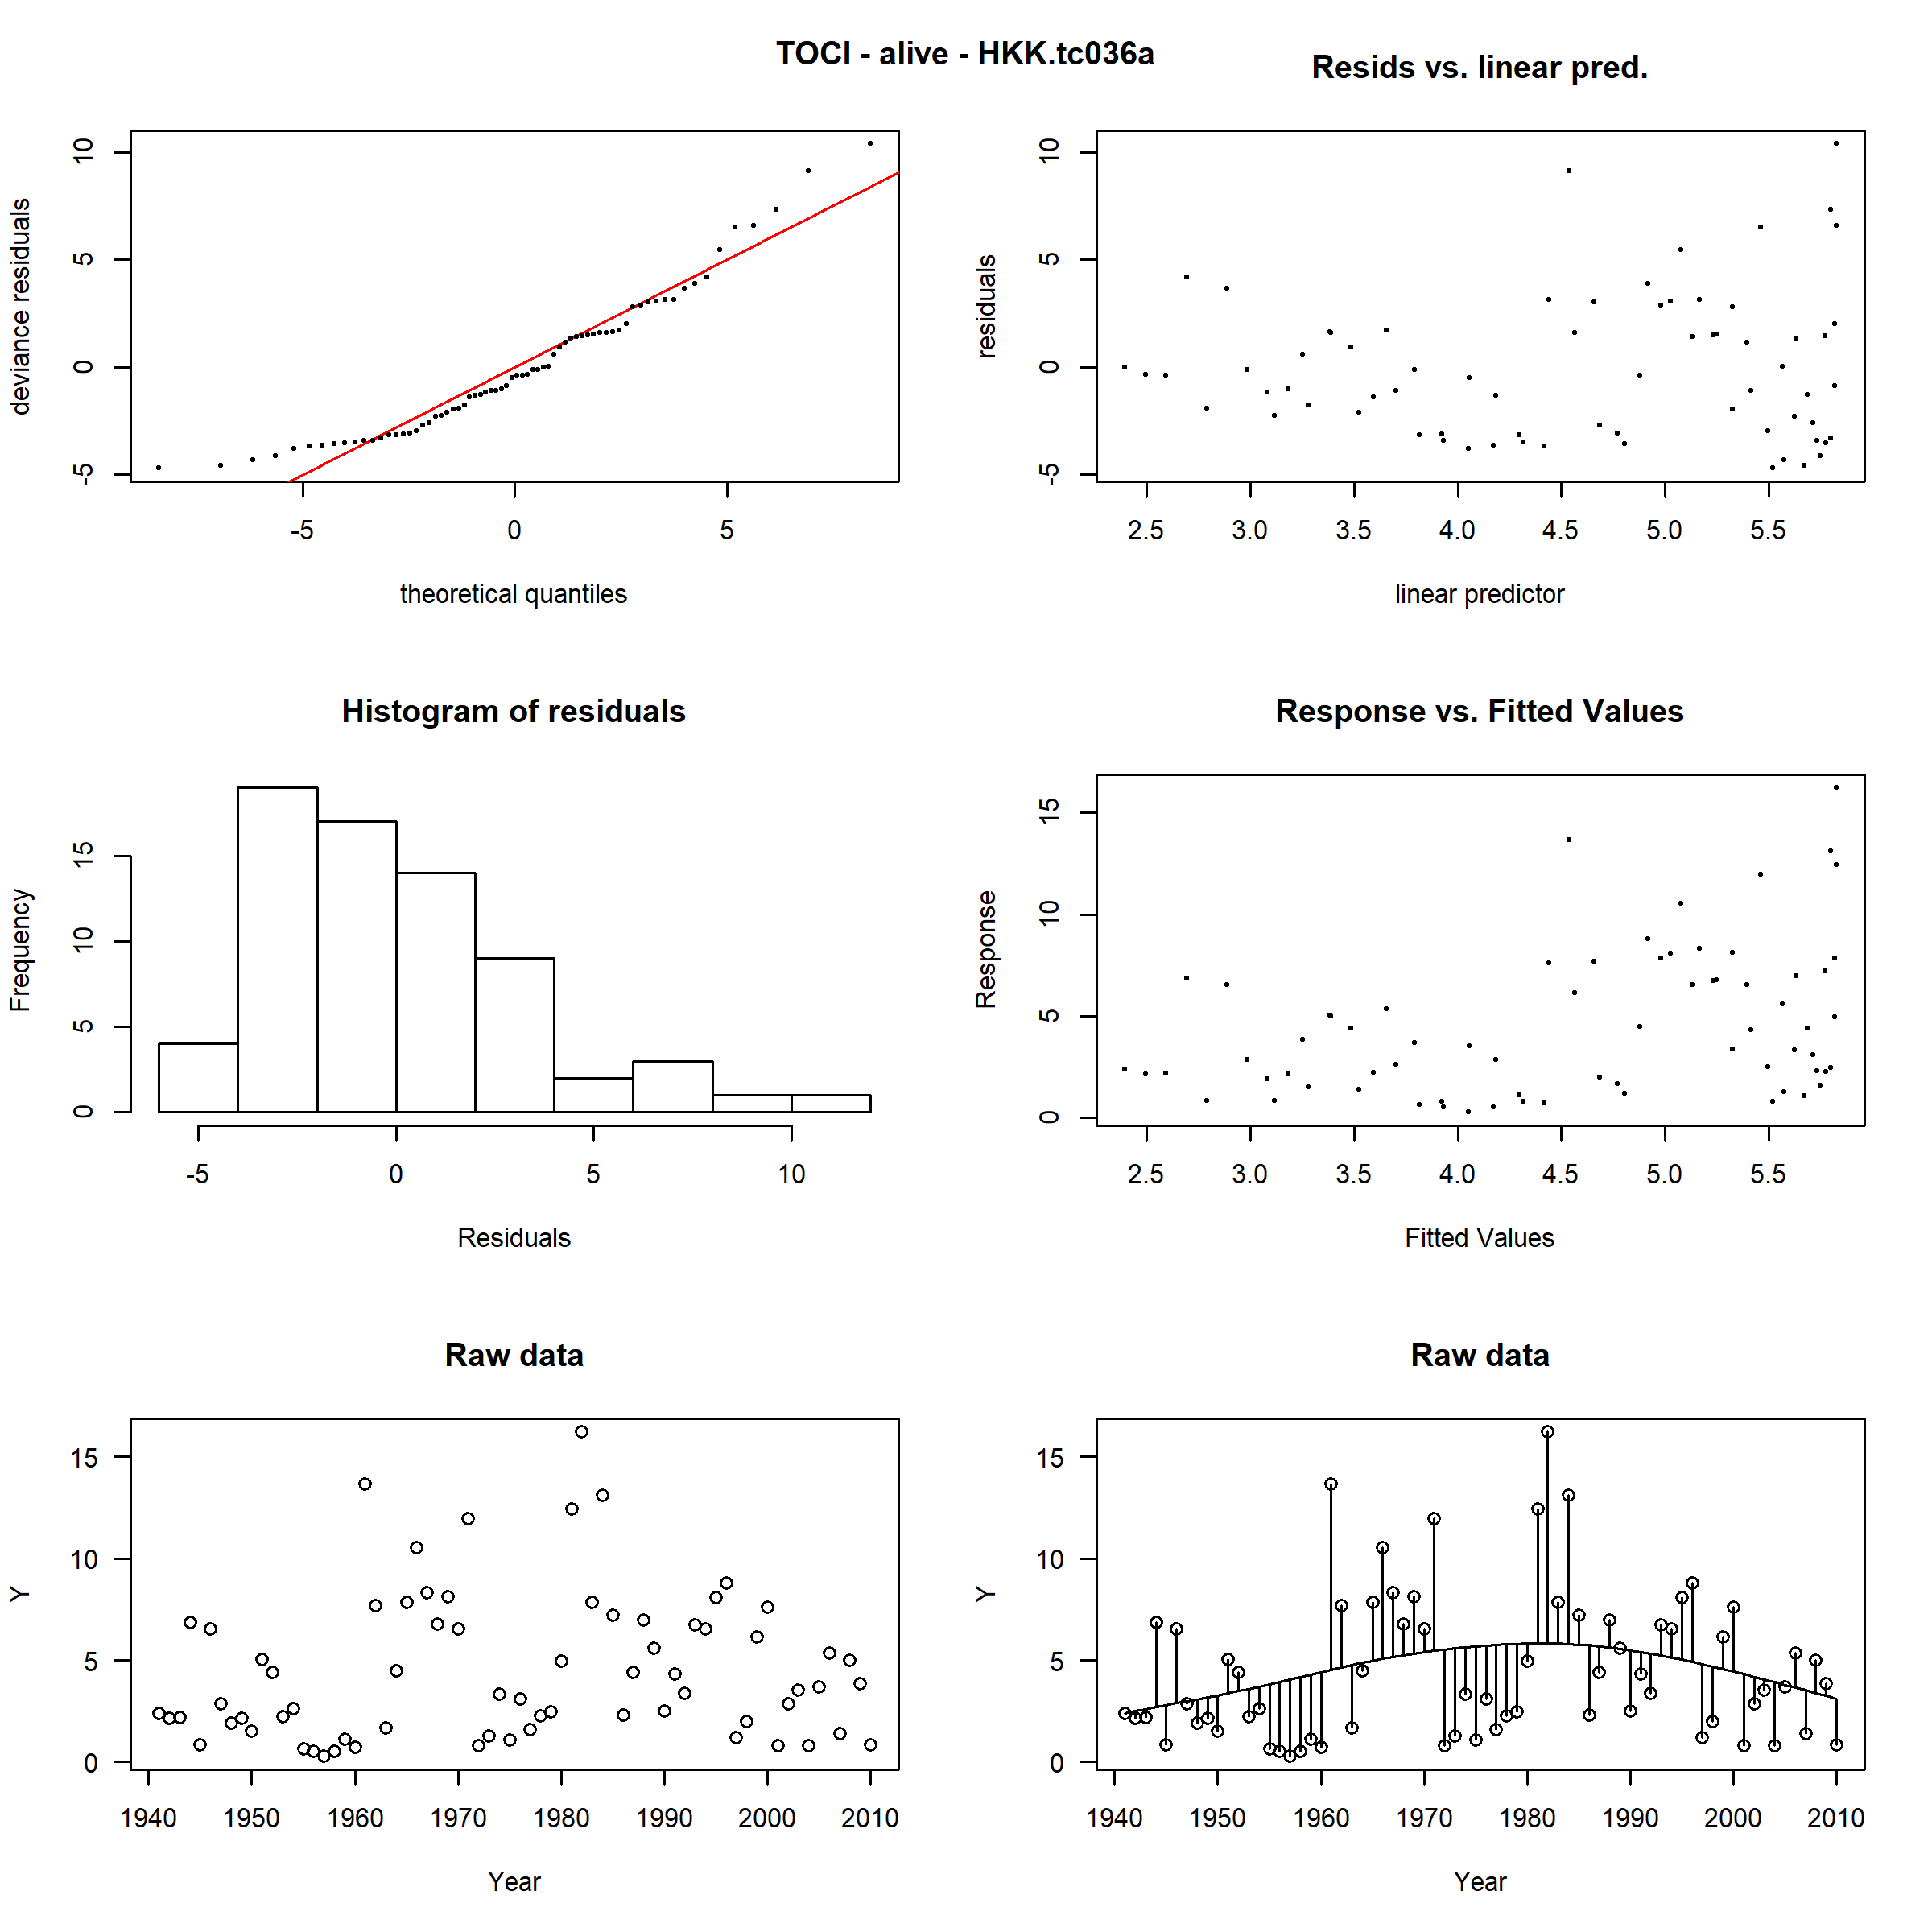 TOCI - alive - HKK.tc036a
Resids vs. linear pred.
10
5
0
-5
deviance residuals
-5 0 5
theoretical quantiles
10
5
0
-5
residuals
2.5 3.0 3.5 4.0 4.5 5.0 5.5
linear predictor
Histogram of residuals
15
10
5
0
Frequency
-5 0 5 10
Residuals
Response vs. Fitted Values
15
10
5
0
Response
2.5 3.0 3.5 4.0 4.5 5.0 5.5
Fitted Values
Raw data
15
10
5
0
Y
1940 1950 1960 1970 1980 1990 2000 2010
Year
Raw data
15
10
5
0
Y
1940 1950 1960 1970 1980 1990 2000 2010
Year